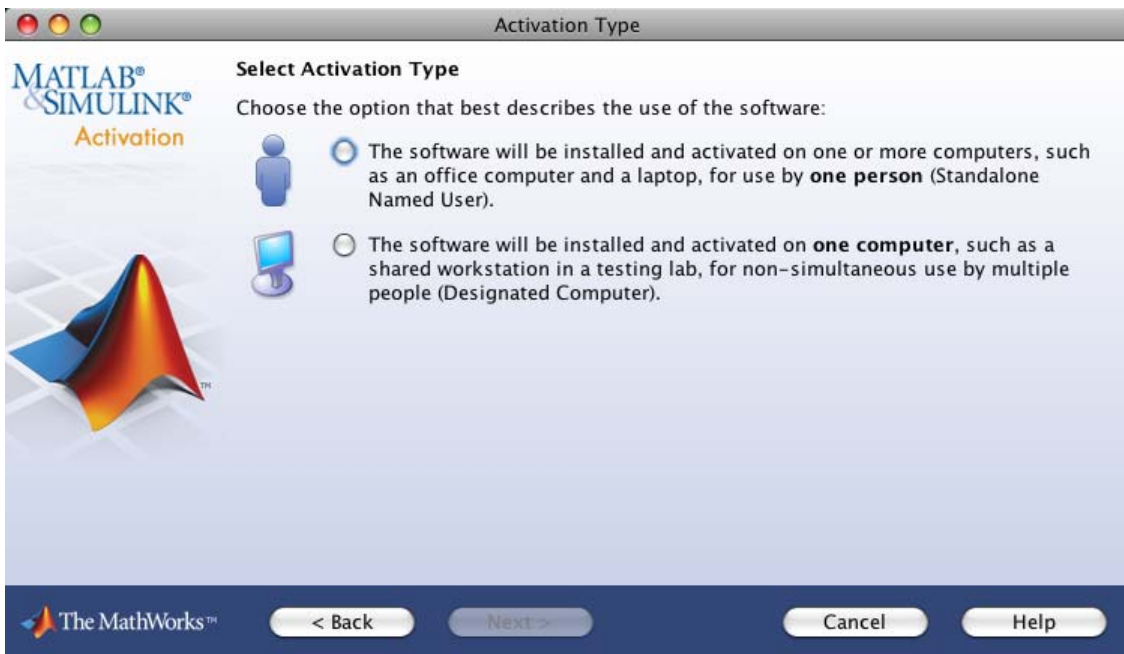 Activation Type
MATLAB®
&SIMULINK®
Activation
Select Activation Type
Choose the option that best describes the use of the software:
The software will be installed and activated on one or more computers, such
as an office computer and a laptop, for use by one person (Standalone
Named User).
The software will be installed and activated on one computer, such as a
shared workstation in a testing lab, for non-simultaneous use by multiple
people (Designated Computer).
TM
The MathWorks™
< Back
Next >
Cancel
Help